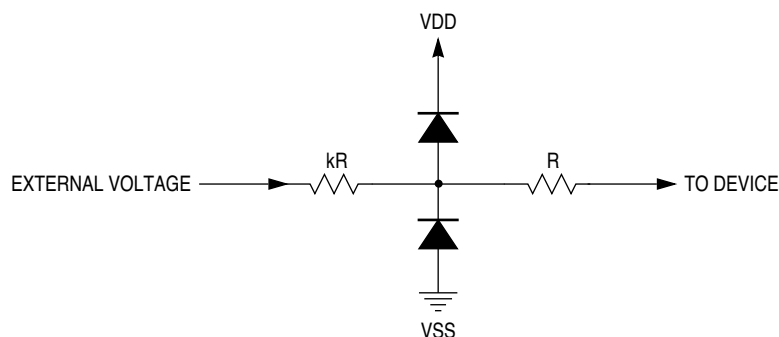 VDD
kR
R
EXTERNAL VOLTAGE
TO DEVICE
VSS